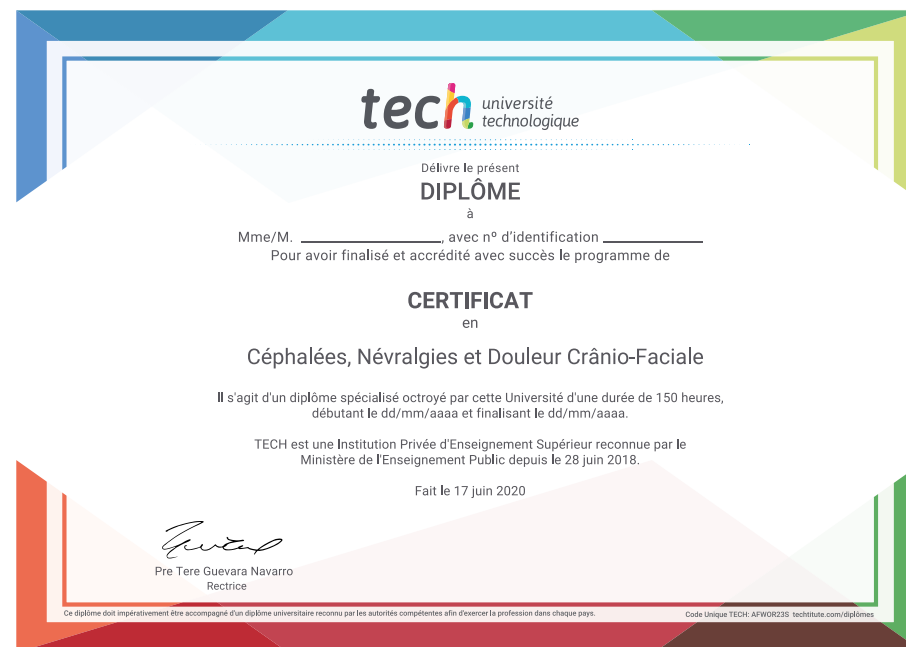 tech université
technologique
Délivre le présent
DIPLÔME
à
Mme/M. ____________________, avec nº d'identification ______________
Pour avoir finalisé et accrédité avec succès le programme de
CERTIFICAT
en
Céphalées, Névralgies et Douleur Crânio-Faciale
Il s'agit d'un diplôme spécialisé octroyé par cette Université d'une durée de 150 heures,
débutant le dd/mm/aaaa et finalisant le dd/mm/aaaa.
TECH est une Institution Privée d'Enseignement Supérieur reconnue par le
Ministère de l'Enseignement Public depuis le 28 juin 2018.
Fait le 17 juin 2020
Pre Tere Guevara Navarro
Rectrice
Ce diplôme doit impérativement être accompagné d'un diplôme universitaire reconnu par les autorités compétentes afin d'exercer la profession dans chaque pays.
Code Unique TECH: AFWOR23S techtitute.com/diplômes